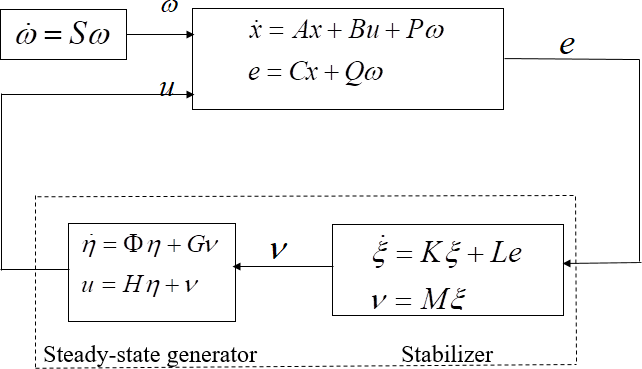 ω
ω̇ = Sω
ẋ = Ax + Bu + Pω
e = Cx + Qω
e
u
η̇ = Φη + Gν
u = Hη + ν
ν
ξ̇ = Kξ + Le
ν = Mξ
Steady-state generator
Stabilizer